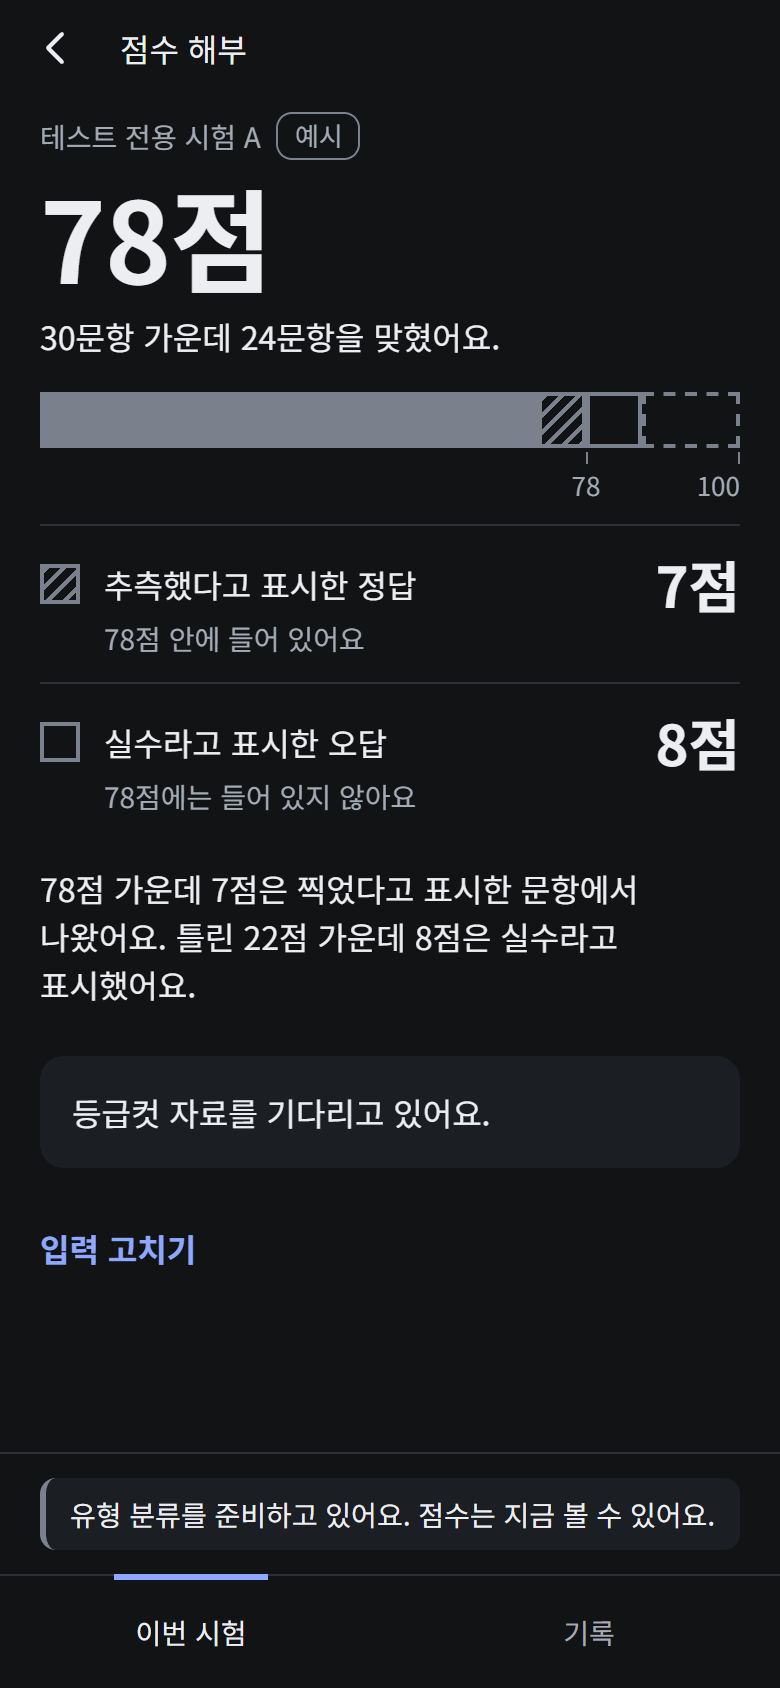 점수 해부
테스트 전용 시험 A 예시
78점
30문항 가운데 24문항을 맞혔어요.
78 100
추측했다고 표시한 정답 7점
78점 안에 들어 있어요
실수라고 표시한 오답 8점
78점에는 들어 있지 않아요
78점 가운데 7점은 찍었다고 표시한 문항에서
나왔어요. 틀린 22점 가운데 8점은 실수라고
표시했어요.
등급컷 자료를 기다리고 있어요.
입력 고치기
유형 분류를 준비하고 있어요. 점수는 지금 볼 수 있어요.
이번 시험 기록